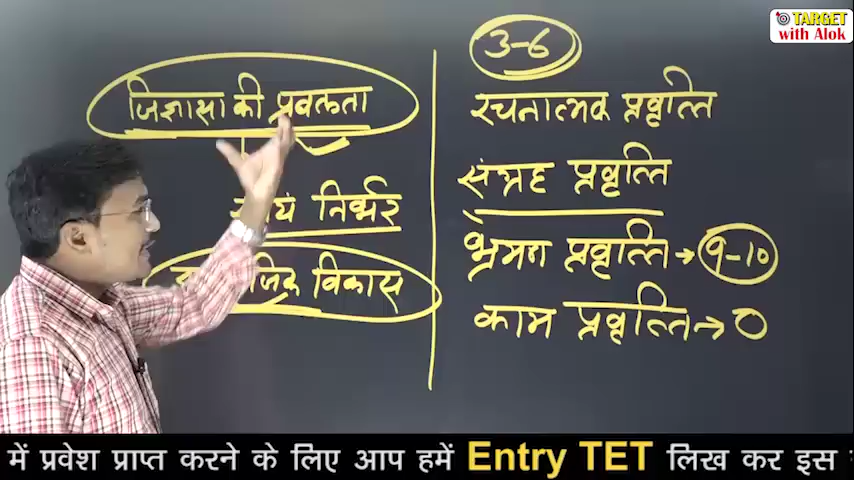 TARGET
with Alok
जिज्ञासा की प्रबलता
निर्भर
विकास
3-6
रचनात्मक प्रवृत्ति
संग्रह प्रवृत्ति
भ्रमण प्रवृत्ति → 9-10
काम प्रवृत्ति → 0
में प्रवेश प्राप्त करने के लिए आप हमें Entry TET लिख कर इस